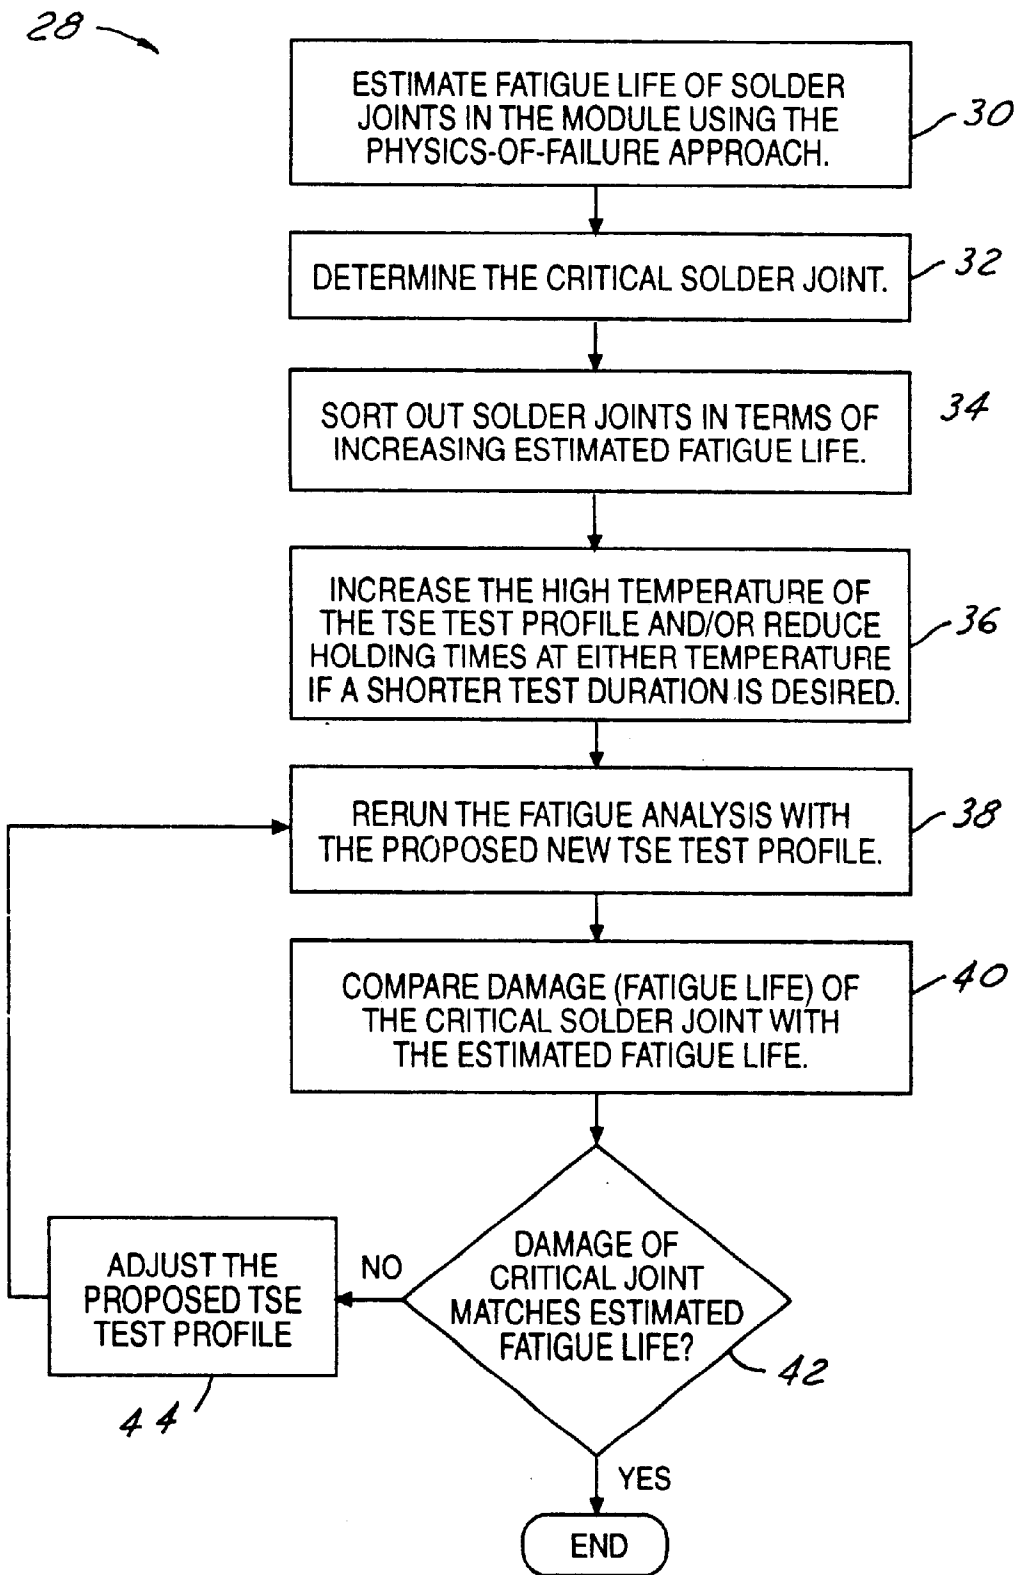 28
ESTIMATE FATIGUE LIFE OF SOLDER
JOINTS IN THE MODULE USING THE
PHYSICS-OF-FAILURE APPROACH.
30
DETERMINE THE CRITICAL SOLDER JOINT.
32
SORT OUT SOLDER JOINTS IN TERMS OF
INCREASING ESTIMATED FATIGUE LIFE.
34
INCREASE THE HIGH TEMPERATURE OF
THE TSE TEST PROFILE AND/OR REDUCE
HOLDING TIMES AT EITHER TEMPERATURE
IF A SHORTER TEST DURATION IS DESIRED.
36
RERUN THE FATIGUE ANALYSIS WITH
THE PROPOSED NEW TSE TEST PROFILE.
38
COMPARE DAMAGE (FATIGUE LIFE) OF
THE CRITICAL SOLDER JOINT WITH
THE ESTIMATED FATIGUE LIFE.
40
DAMAGE OF
CRITICAL JOINT
MATCHES ESTIMATED
FATIGUE LIFE?
42
NO
ADJUST THE
PROPOSED TSE
TEST PROFILE
44
YES
END